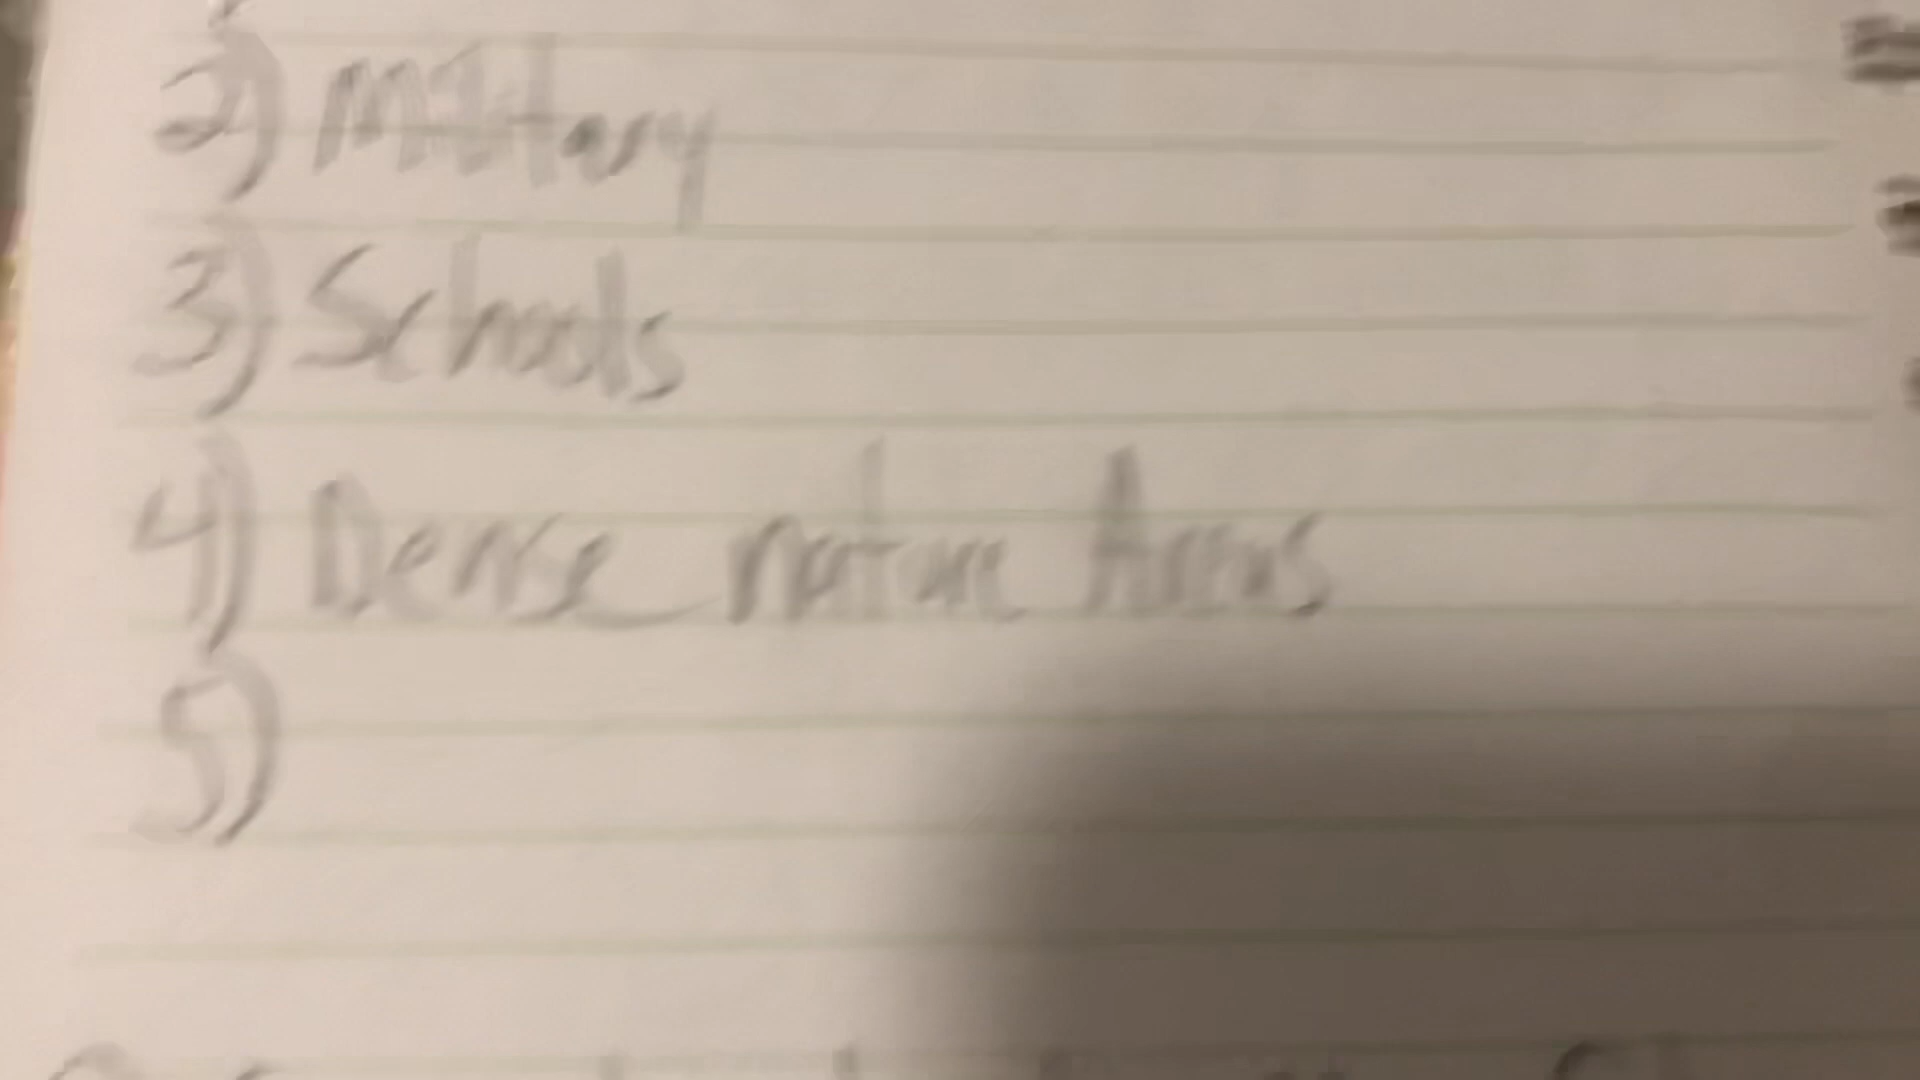 2) Military
3) Schools
4) Dense nature Areas
5)